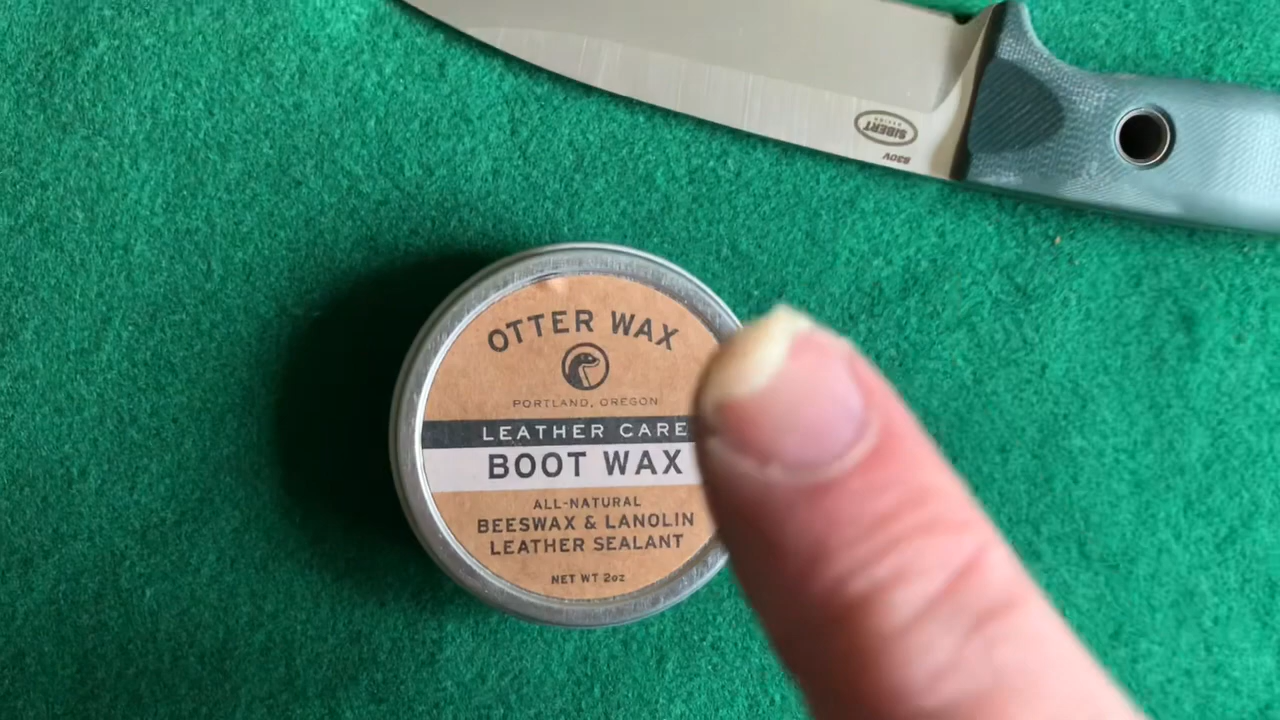 SIBERT
DESIGN
S30V
OTTER WAX
PORTLAND, OREGON
LEATHER CARE
BOOT WAX
ALL-NATURAL
BEESWAX & LANOLIN
LEATHER SEALANT
NET WT 2oz